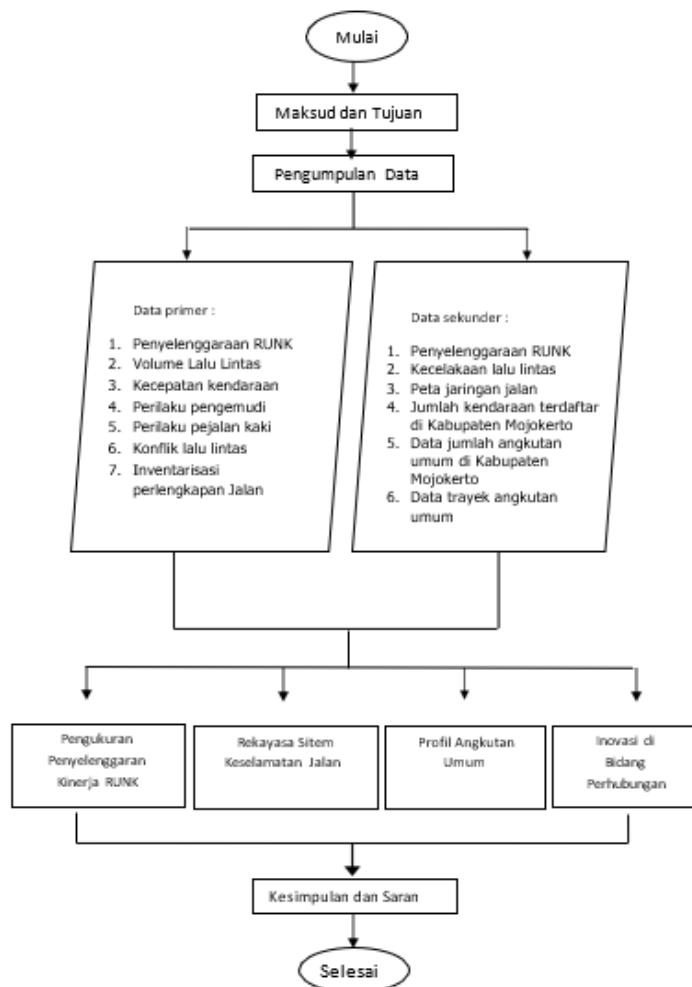 Mulai
Maksud dan Tujuan
Pengumpulan Data
Data primer :
1. Penyelenggaraan RUNK
2. Volume Lalu Lintas
3. Kecepatan kendaraan
4. Perilaku pengemudi
5. Perilaku pejalan kaki
6. Konflik lalu lintas
7. Inventarisasi
perlengkapan Jalan
Data sekunder :
1. Penyelenggaraan RUNK
2. Kecelakaan lalu lintas
3. Peta jaringan jalan
4. Jumlah kendaraan terdaftar
di Kabupaten Mojokerto
5. Data jumlah angkutan
umum di Kabupaten
Mojokerto
6. Data trayek angkutan
umum
Pengukuran
Penyelenggaran
Kinerja RUNK
Rekayasa Sitem
Keselamatan Jalan
Profil Angkutan
Umum
Inovasi di
Bidang
Perhubungan
Kesimpulan dan Saran
Selesai